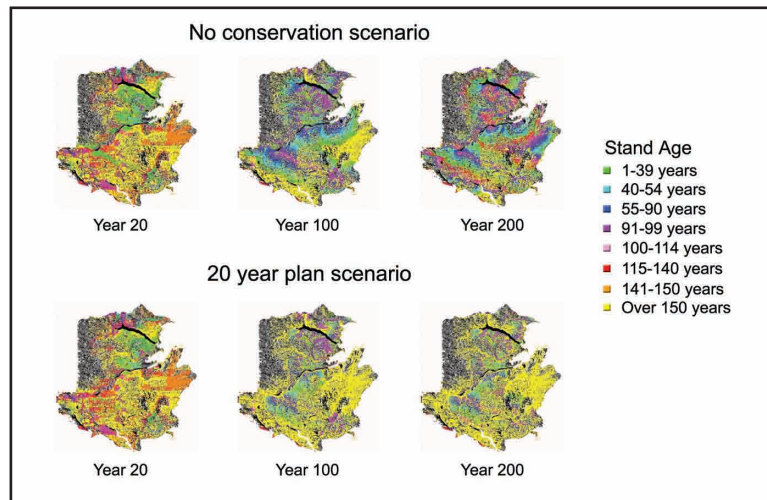 No conservation scenario
Year 20
Year 100
Year 200
20 year plan scenario
Year 20
Year 100
Year 200
Stand Age
1-39 years
40-54 years
55-90 years
91-99 years
100-114 years
115-140 years
141-150 years
Over 150 years